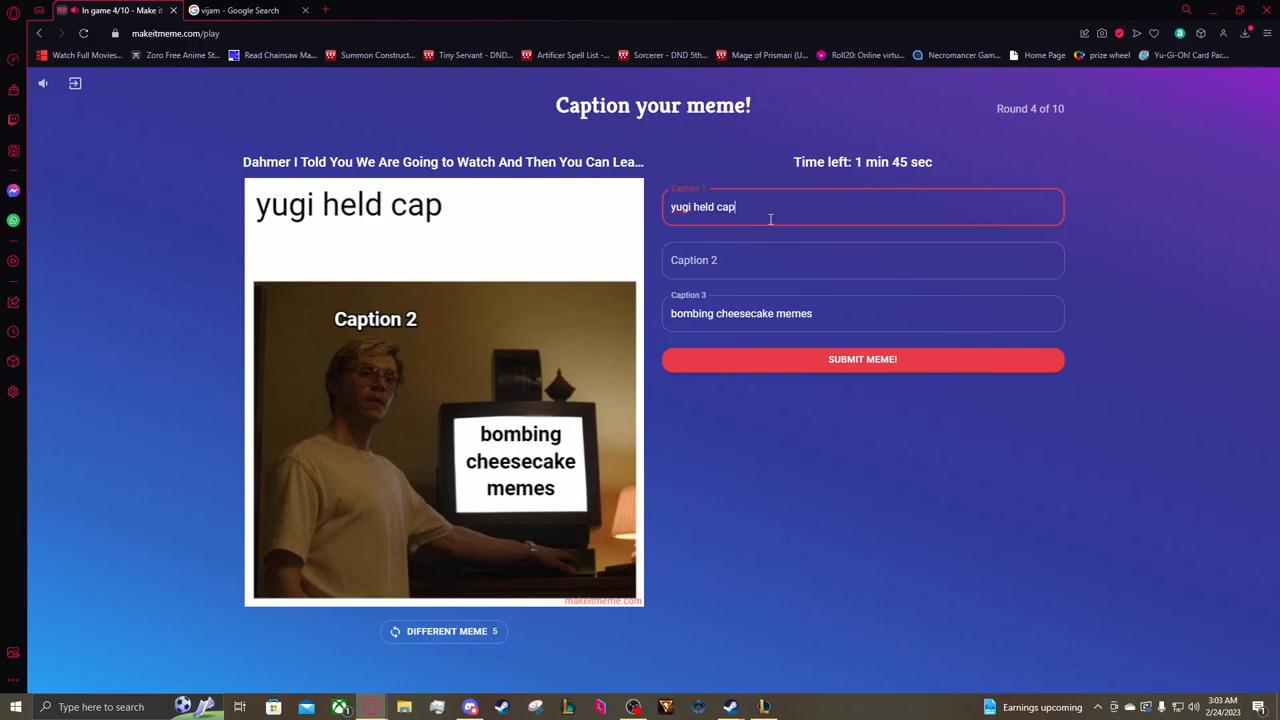 In game 4/10 - Make it
vijam - Google Search
makeitmeme.com/play
Watch Full Movies...
Zoro Free Anime St...
Read Chainsaw Ma...
Summon Construct...
Tiny Servant - DND...
Artificer Spell List -...
Sorcerer - DND 5th...
Mage of Prismari (U...
Roll20: Online virtu...
Necromancer Gam...
Home Page
prize wheel
Yu-Gi-Oh! Card Pac...
Caption your meme!
Round 4 of 10
Dahmer I Told You We Are Going to Watch And Then You Can Lea...
Time left: 1 min 45 sec
yugi held cap
Caption 1
yugi held cap
Caption 2
Caption 3
bombing cheesecake memes
SUBMIT MEME!
Caption 2
bombing
cheesecake
memes
makeitmeme.com
DIFFERENT MEME 5
Type here to search
Earnings upcoming
3:03 AM
2/24/2023